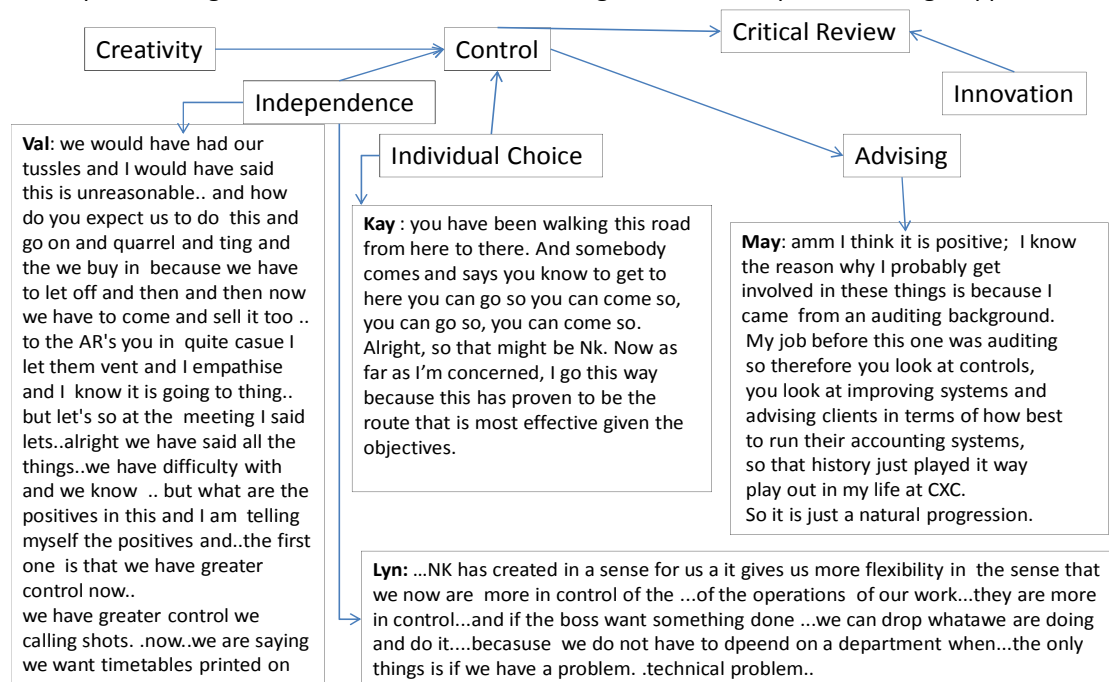 Critical Review
Creativity
Control
Independence
Innovation
Individual Choice
Advising
Val: we would have had our
tussles and I would have said
this is unreasonable.. and how
do you expect us to do  this and
go on and quarrel and ting and
the we buy in  because we have
to let off and then and then now
we have to come and sell it too ..
to the AR's you in  quite casue I
let them vent and I empathise
and I  know it is going to thing..
but let's so at the  meeting I said
lets..alright we have said all the
things..we have difficulty with
and we know  .. but what are the
positives in this and I am  telling
myself the positives and..the first
one  is that we have greater
control now..
we have greater control we
calling shots. .now..we are saying
we want timetables printed on
Kay : you have been walking this road
from here to there. And somebody
comes and says you know to get to
here you can go so you can come so,
you can go so, you can come so.
Alright, so that might be Nk. Now as
far as I'm concerned, I go this way
because this has proven to be the
route that is most effective given the
objectives.
May: amm I think it is positive;  I know
the reason why I probably get
involved in these things is because I
came  from an auditing background.
My job before this one was auditing
so therefore you look at controls,
you look at improving systems and
advising clients in terms of how best
to run their accounting systems,
so that history just played it way
play out in my life at CXC.
So it is just a natural progression.
Lyn: ...NK has created in a sense for us a it gives us more flexibility in  the sense that
we now are  more in control of the ...of the operations  of our work...they are more
in control...and if the boss want something done ...we can drop whatawe are doing
and do it....becasuse  we do not have to dpeend on a department when...the only
things is if we have a problem. .technical problem..